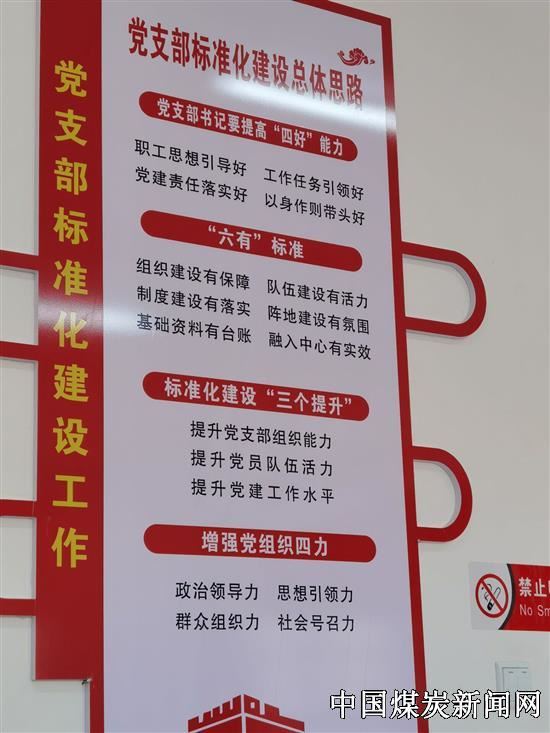 党支部标准化建设工作
党支部标准化建设总体思路
党支部书记要提高“四好”能力
职工思想引导好 工作任务引领好
党建责任落实好 以身作则带头好
“六有”标准
组织建设有保障 队伍建设有活力
制度建设有落实 阵地建设有氛围
基础资料有台账 融入中心有实效
标准化建设“三个提升”
提升党支部组织能力
提升党员队伍活力
提升党建工作水平
增强党组织四力
政治领导力 思想引领力
群众组织力 社会号召力
禁止
No Sm
中国煤炭新闻网